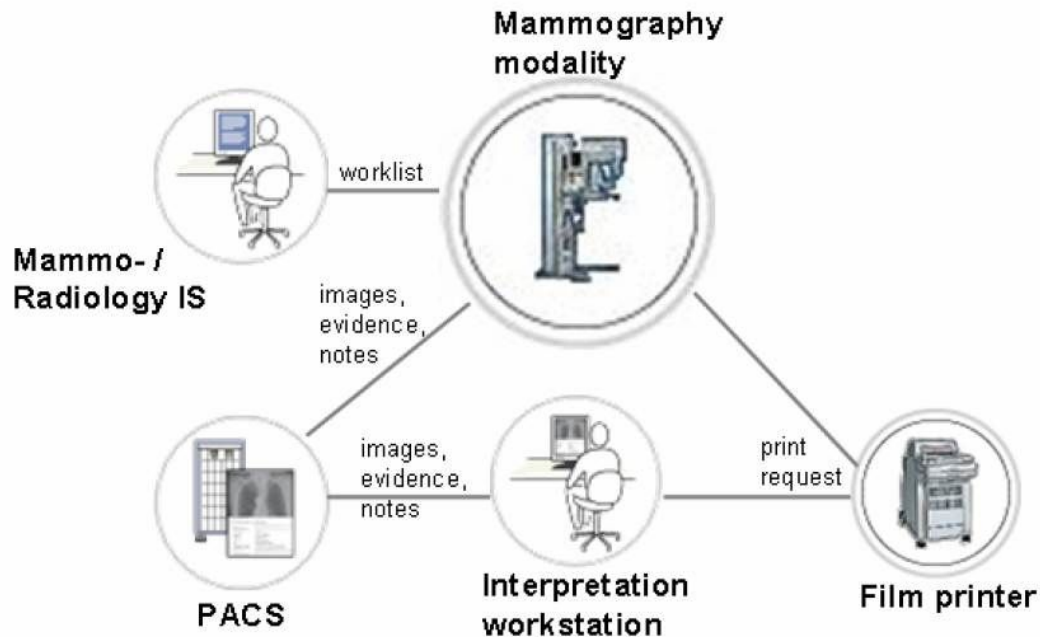 Mammography
modality
worklist
Mammo- /
Radiology IS
images,
evidence,
notes
images,
evidence,
notes
print
request
PACS
Interpretation
workstation
Film printer